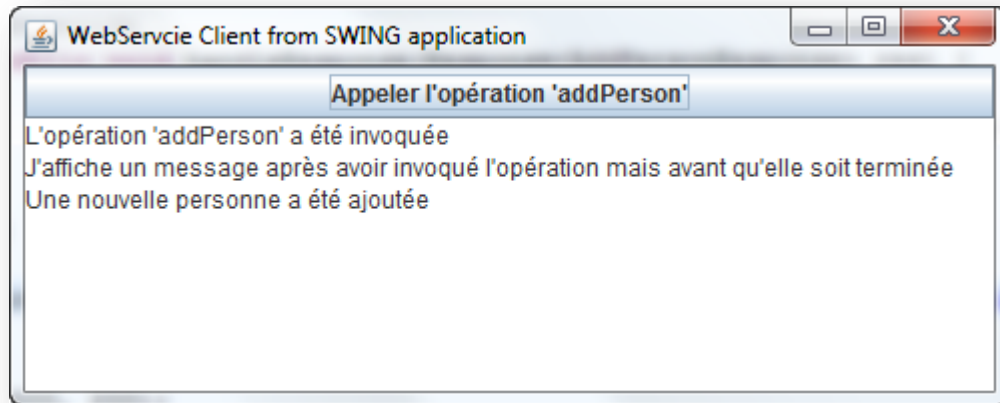 WebServcie Client from SWING application
Appeler l'opération 'addPerson'
L'opération 'addPerson' a été invoquée
J'affiche un message après avoir invoqué l'opération mais avant qu'elle soit terminée
Une nouvelle personne a été ajoutée